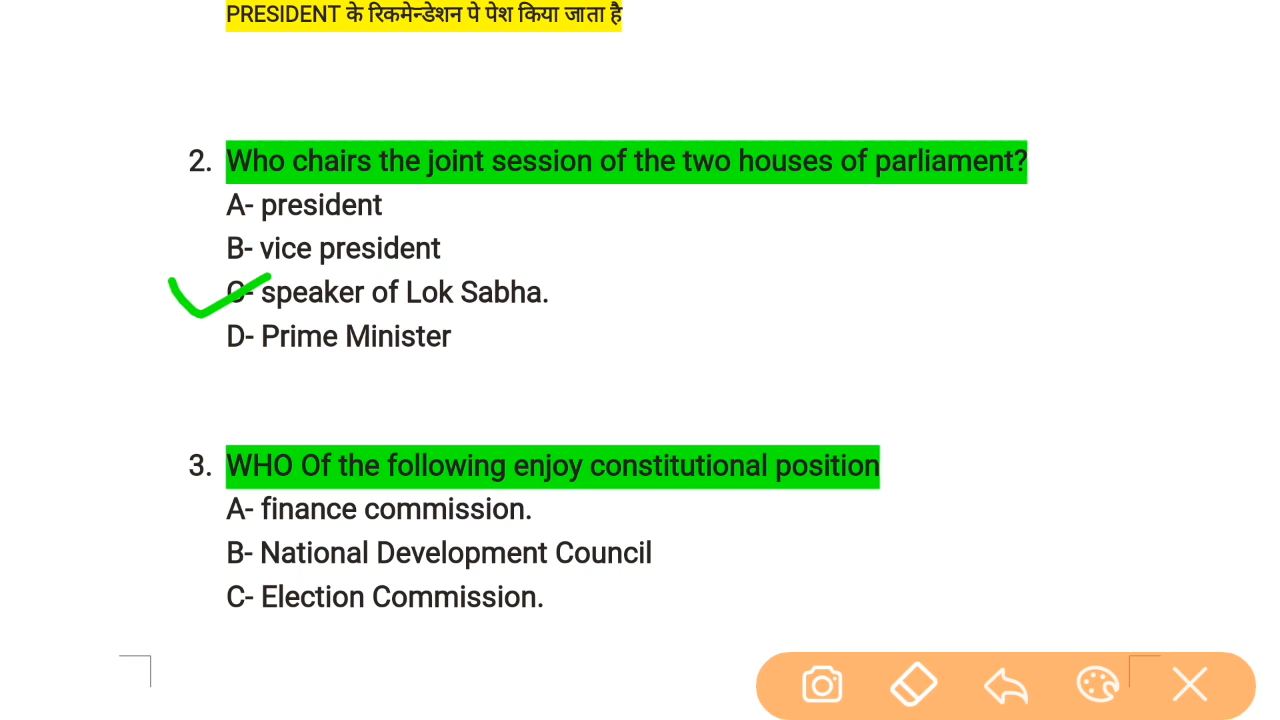 PRESIDENT के रिकमेन्डेशन पे पेश किया जाता है
2. Who chairs the joint session of the two houses of parliament?
A- president
B- vice president
C- speaker of Lok Sabha.
D- Prime Minister
3. WHO Of the following enjoy constitutional position
A- finance commission.
B- National Development Council
C- Election Commission.